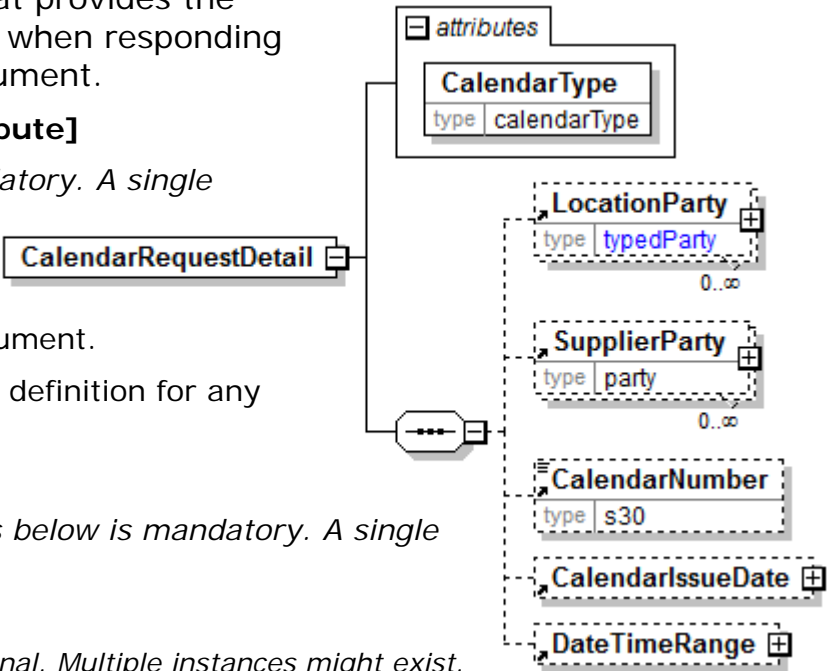 at provides the
when responding
ument.
bute]
atory. A single
ument.
definition for any
s below is mandatory. A single
nal. Multiple instances might exist.
attributes
CalendarType
type calendarType
CalendarRequestDetail
LocationParty
type typedParty
0..∞
SupplierParty
type party
0..∞
CalendarNumber
type s30
CalendarIssueDate
DateTimeRange